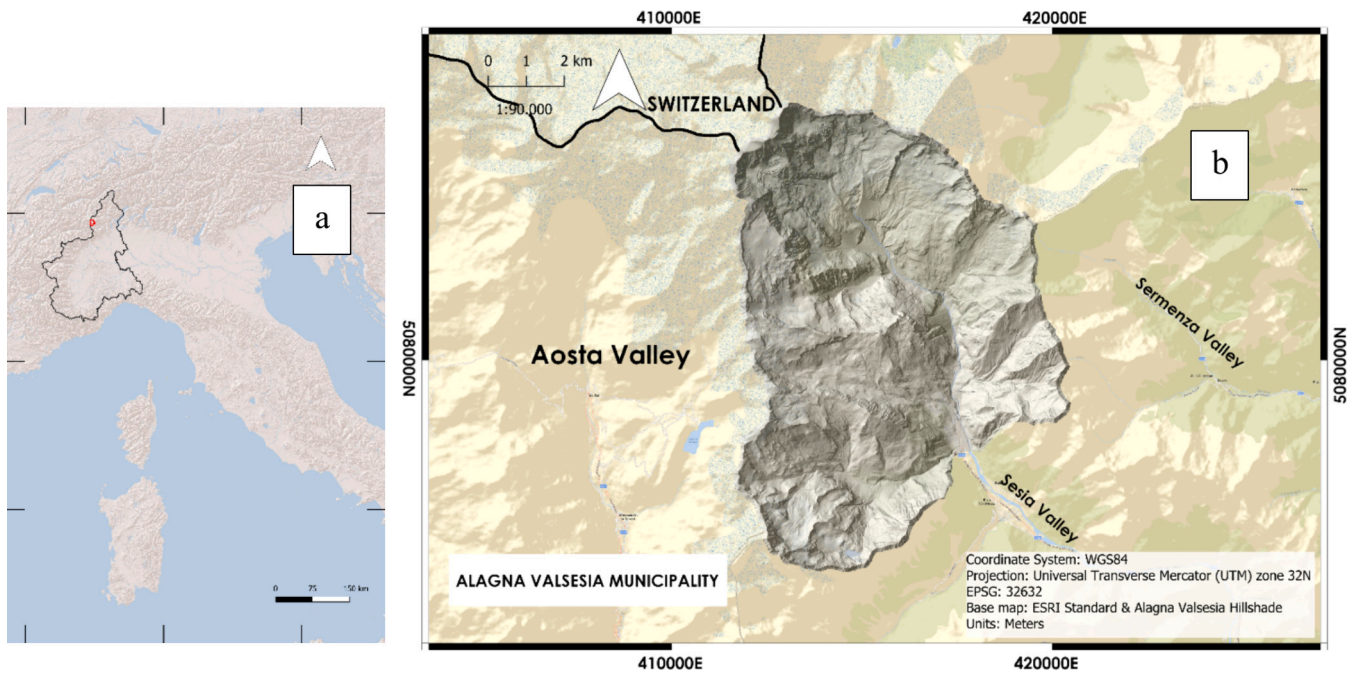 410000E
420000E
0 1 2 km
1:90,000
SWITZERLAND
a
b
Sermenza Valley
5080000N
Aosta Valley
5080000N
Sesia Valley
0 75 150 km
ALAGNA VALSESIA MUNICIPALITY
Coordinate System: WGS84
Projection: Universal Transverse Mercator (UTM) zone 32N
EPSG: 32632
Base map: ESRI Standard & Alagna Valsesia Hillshade
Units: Meters
410000E
420000E